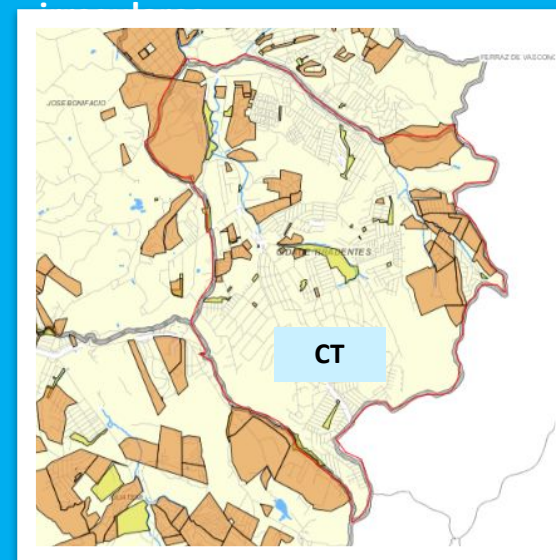 FERRAZ DE VASCONC
JOSE BONIFACIO
CIDADE TIRADENTES
CT